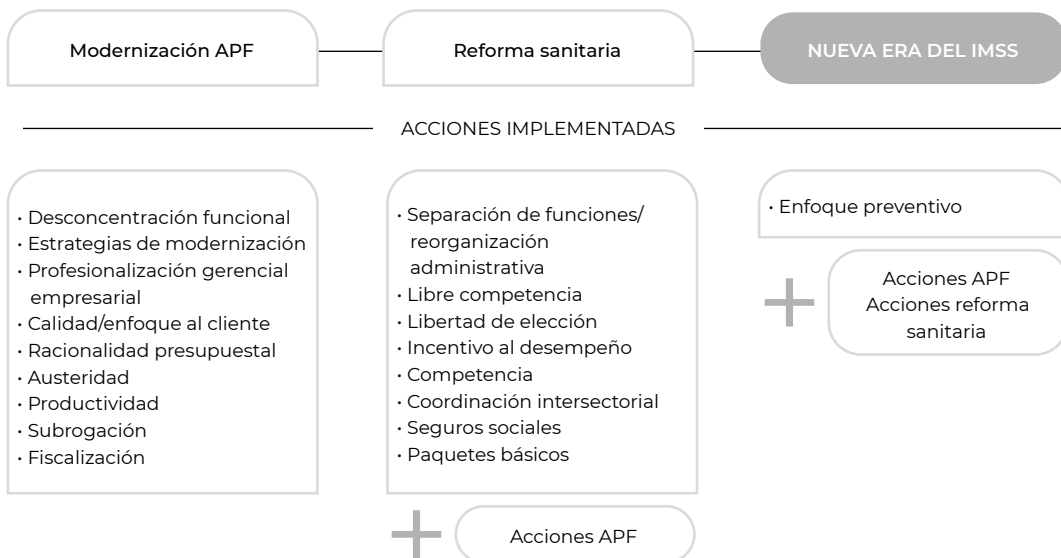 Modernización APF
Reforma sanitaria
NUEVA ERA DEL IMSS
ACCIONES IMPLEMENTADAS
· Desconcentración funcional
· Estrategias de modernización
· Profesionalización gerencial
empresarial
· Calidad/enfoque al cliente
· Racionalidad presupuestal
· Austeridad
· Productividad
· Subrogación
· Fiscalización
· Separación de funciones/
reorganización
administrativa
· Libre competencia
· Libertad de elección
· Incentivo al desempeño
· Competencia
· Coordinación intersectorial
· Seguros sociales
· Paquetes básicos
+
Acciones APF
· Enfoque preventivo
+
Acciones APF
Acciones reforma
sanitaria